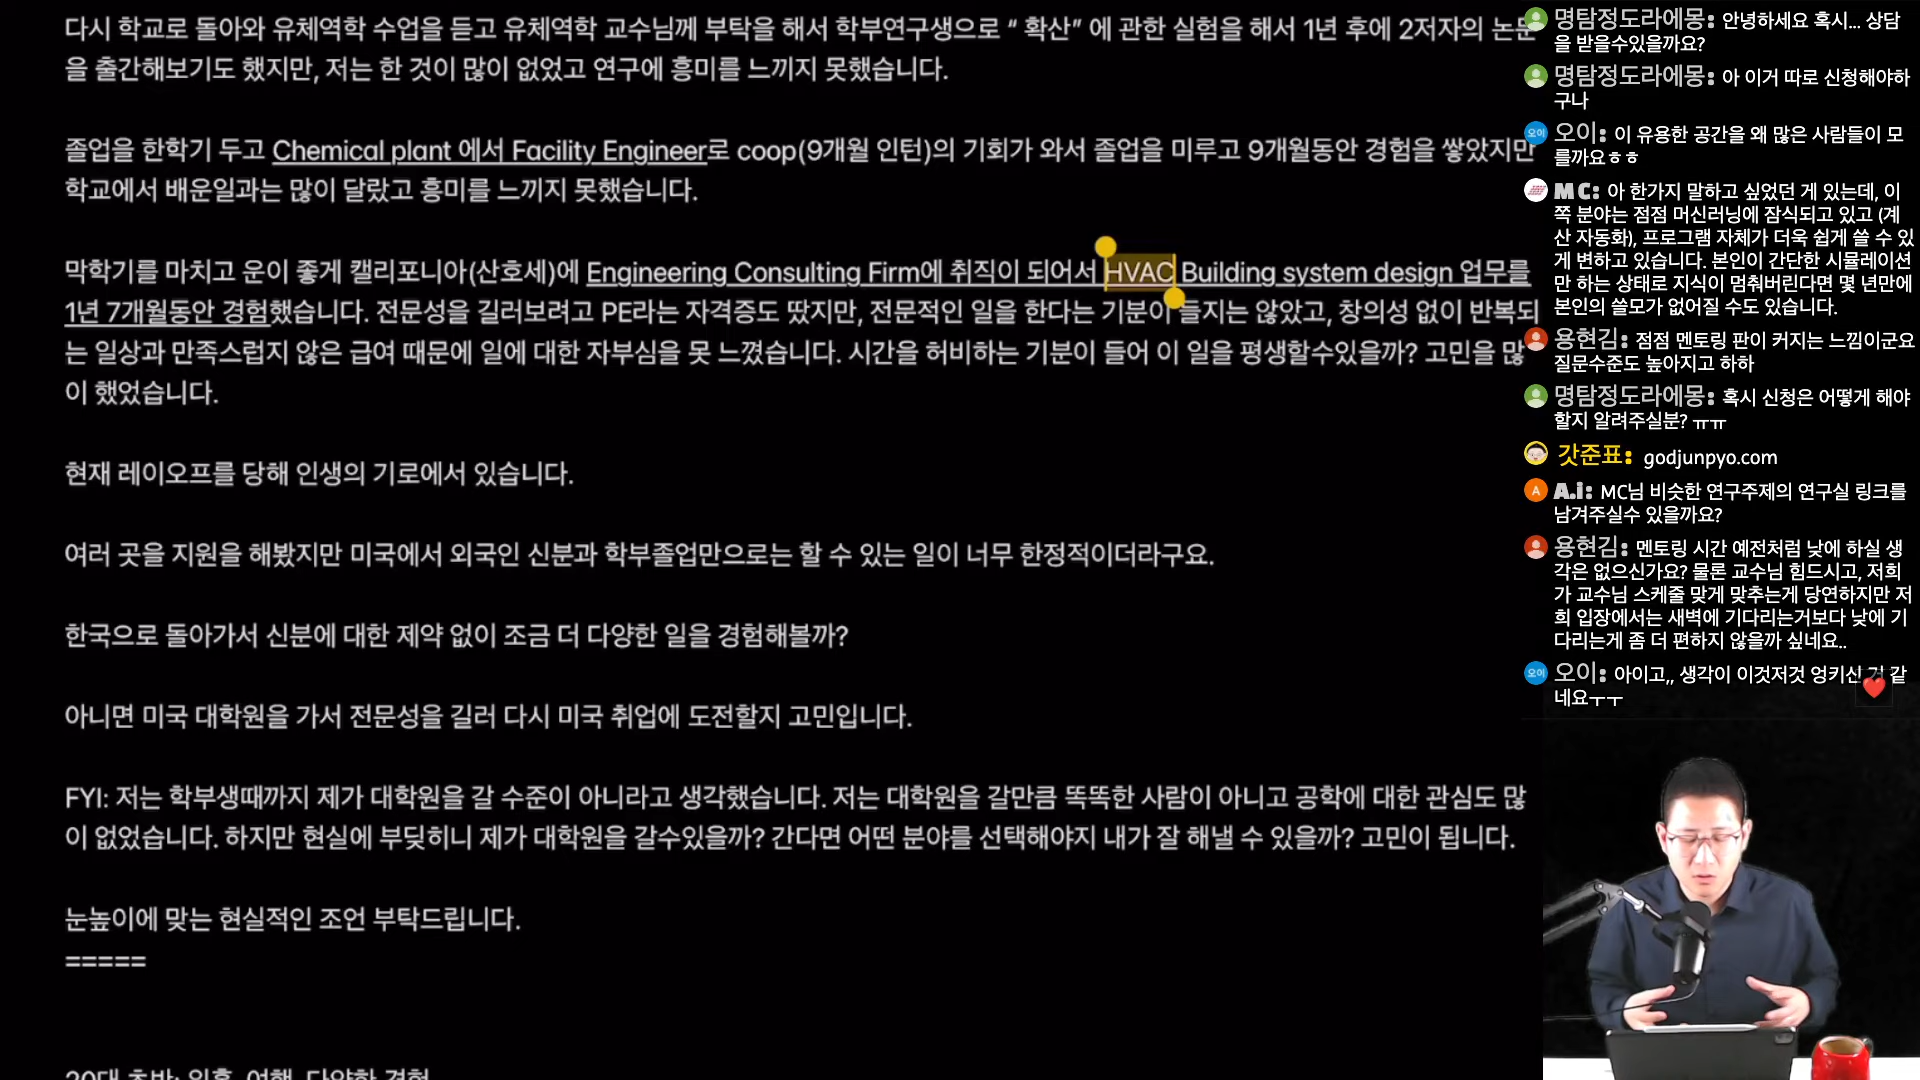 다시 학교로 돌아와 유체역학 수업을 듣고 유체역학 교수님께 부탁을 해서 학부연구생으로 “ 확산” 에 관한 실험을 해서 1년 후에 2저자의 논문
을 출간해보기도 했지만, 저는 한 것이 많이 없었고 연구에 흥미를 느끼지 못했습니다.
졸업을 한학기 두고 Chemical plant 에서 Facility Engineer로 coop(9개월 인턴)의 기회가 와서 졸업을 미루고 9개월동안 경험을 쌓았지만
학교에서 배운일과는 많이 달랐고 흥미를 느끼지 못했습니다.
막학기를 마치고 운이 좋게 캘리포니아(산호세)에 Engineering Consulting Firm에 취직이 되어서 HVAC Building system design 업무를
1년 7개월동안 경험했습니다. 전문성을 길러보려고 PE라는 자격증도 땄지만, 전문적인 일을 한다는 기분이 들지는 않았고, 창의성 없이 반복되
는 일상과 만족스럽지 않은 급여 때문에 일에 대한 자부심을 못 느꼈습니다. 시간을 허비하는 기분이 들어 이 일을 평생할수있을까? 고민을 많
이 했었습니다.
현재 레이오프를 당해 인생의 기로에서 있습니다.
여러 곳을 지원을 해봤지만 미국에서 외국인 신분과 학부졸업만으로는 할 수 있는 일이 너무 한정적이더라구요.
한국으로 돌아가서 신분에 대한 제약 없이 조금 더 다양한 일을 경험해볼까?
아니면 미국 대학원을 가서 전문성을 길러 다시 미국 취업에 도전할지 고민입니다.
FYI: 저는 학부생때까지 제가 대학원을 갈 수준이 아니라고 생각했습니다. 저는 대학원을 갈만큼 똑똑한 사람이 아니고 공학에 대한 관심도 많
이 없었습니다. 하지만 현실에 부딪히니 제가 대학원을 갈수있을까? 간다면 어떤 분야를 선택해야지 내가 잘 해낼 수 있을까? 고민이 됩니다.
눈높이에 맞는 현실적인 조언 부탁드립니다.
=====
명탐정도라에몽: 안녕하세요 혹시... 상담
을 받을수있을까요?
명탐정도라에몽: 아 이거 따로 신청해야하
구나
오이
오이: 이 유용한 공간을 왜 많은 사람들이 모
를까요ㅎㅎ
M C: 아 한가지 말하고 싶었던 게 있는데, 이
쪽 분야는 점점 머신러닝에 잠식되고 있고 (계
산 자동화), 프로그램 자체가 더욱 쉽게 쓸 수 있
게 변하고 있습니다. 본인이 간단한 시뮬레이션
만 하는 상태로 지식이 멈춰버린다면 몇 년만에
본인의 쓸모가 없어질 수도 있습니다.
용현김: 점점 멘토링 판이 커지는 느낌이군요
질문수준도 높아지고 하하
명탐정도라에몽: 혹시 신청은 어떻게 해야
할지 알려주실분? ㅠㅠ
갓준표: godjunpyo.com
A
A.i: MC님 비슷한 연구주제의 연구실 링크를
남겨주실수 있을까요?
용현김: 멘토링 시간 예전처럼 낮에 하실 생
각은 없으신가요? 물론 교수님 힘드시고, 저희
가 교수님 스케줄 맞게 맞추는게 당연하지만 저
희 입장에서는 새벽에 기다리는거보다 낮에 기
다리는게 좀 더 편하지 않을까 싶네요..
오이
오이: 아이고,, 생각이 이것저것 엉키신 것 같
네요ㅜㅜ